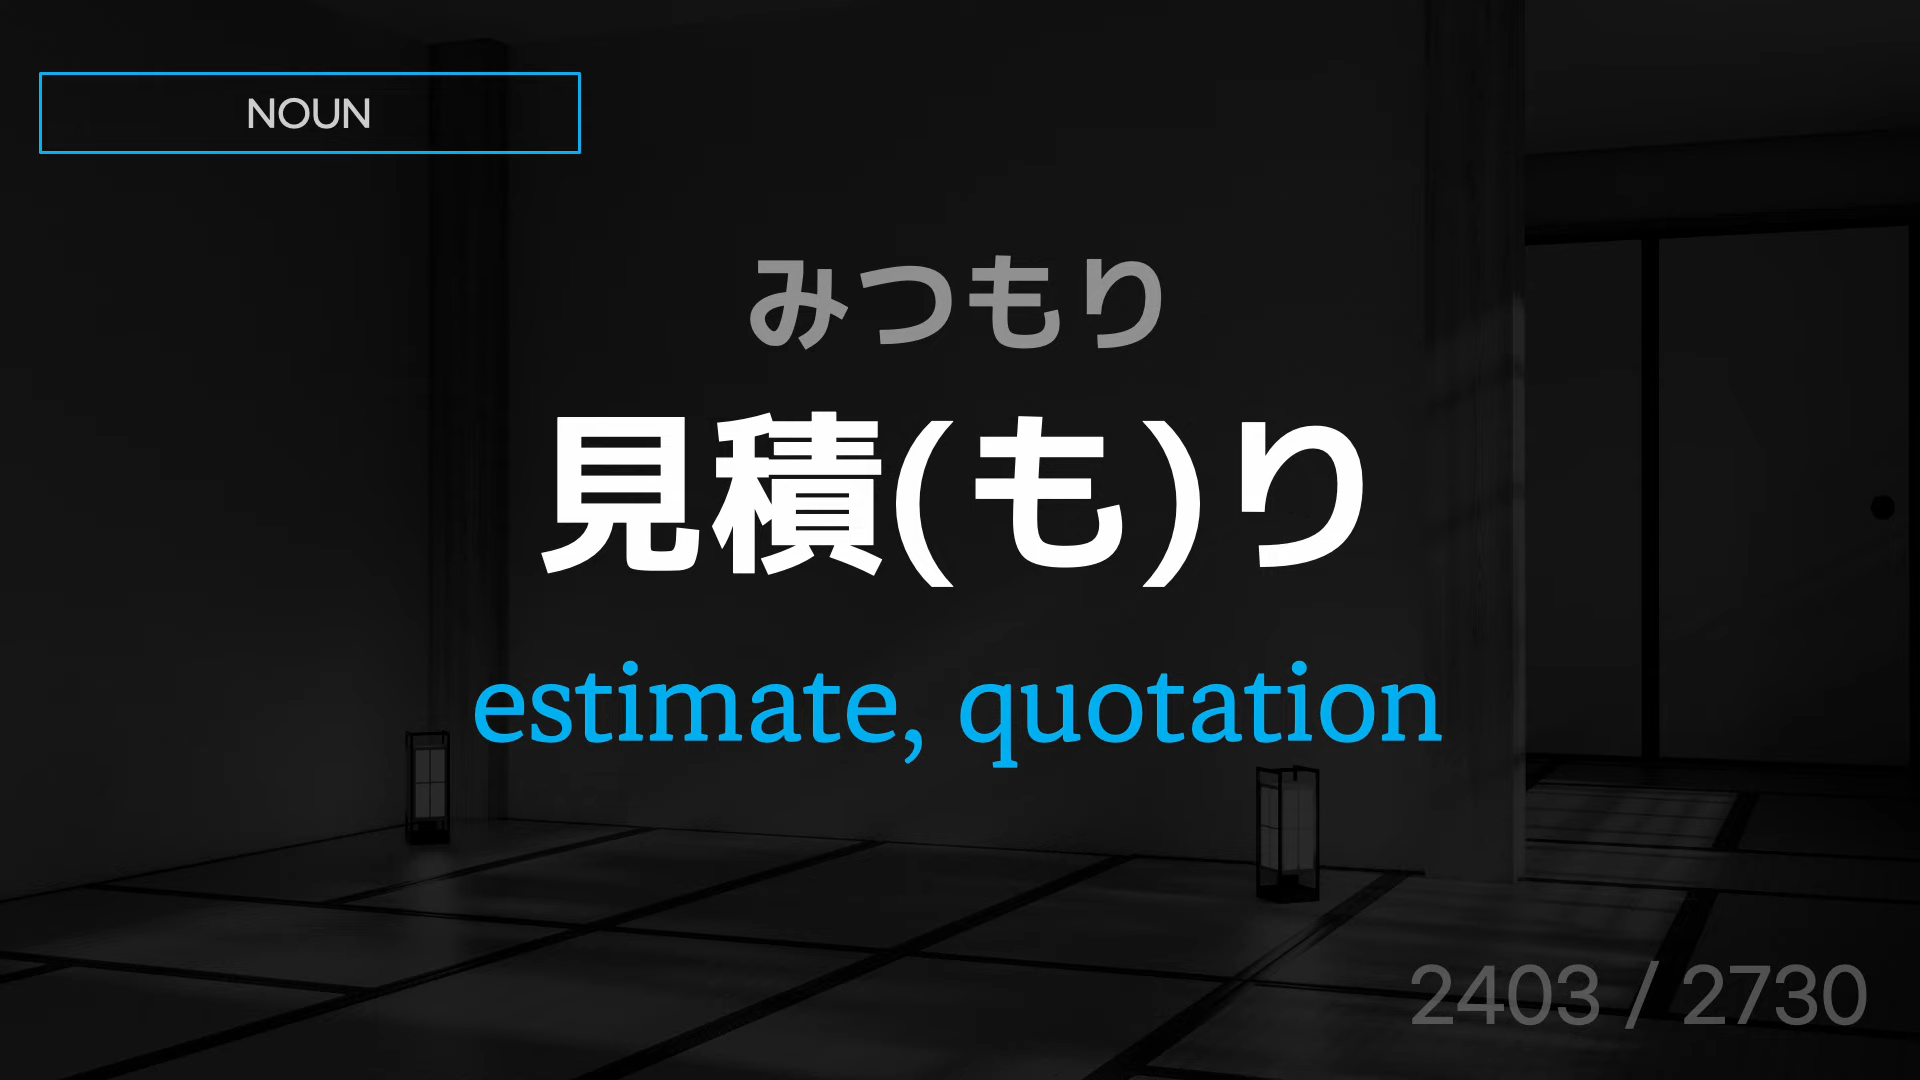 NOUN
みつもり
見積(も)り
estimate, quotation
2403 / 2730